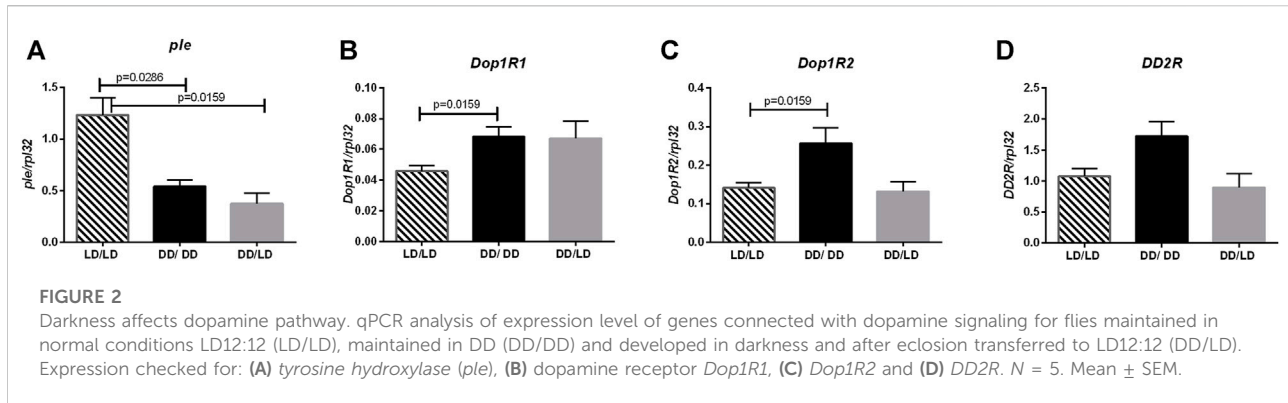 A
ple
p=0.0286
p=0.0159
ple/rpl32
1.5
1.0
0.5
0.0
LD/LD
DD/ DD
DD/LD
B
Dop1R1
p=0.0159
Dop1R1/rpl32
0.10
0.08
0.06
0.04
0.02
0.00
LD/LD
DD/ DD
DD/LD
C
Dop1R2
p=0.0159
Dop1R2/rpl32
0.4
0.3
0.2
0.1
0.0
LD/LD
DD/ DD
DD/LD
D
DD2R
DD2R/rpl32
2.5
2.0
1.5
1.0
0.5
0.0
LD/LD
DD/ DD
DD/LD
FIGURE 2
Darkness affects dopamine pathway. qPCR analysis of expression level of genes connected with dopamine signaling for flies maintained in
normal conditions LD12:12 (LD/LD), maintained in DD (DD/DD) and developed in darkness and after eclosion transferred to LD12:12 (DD/LD).
Expression checked for: (A) tyrosine hydroxylase (ple), (B) dopamine receptor Dop1R1, (C) Dop1R2 and (D) DD2R. N = 5. Mean ± SEM.